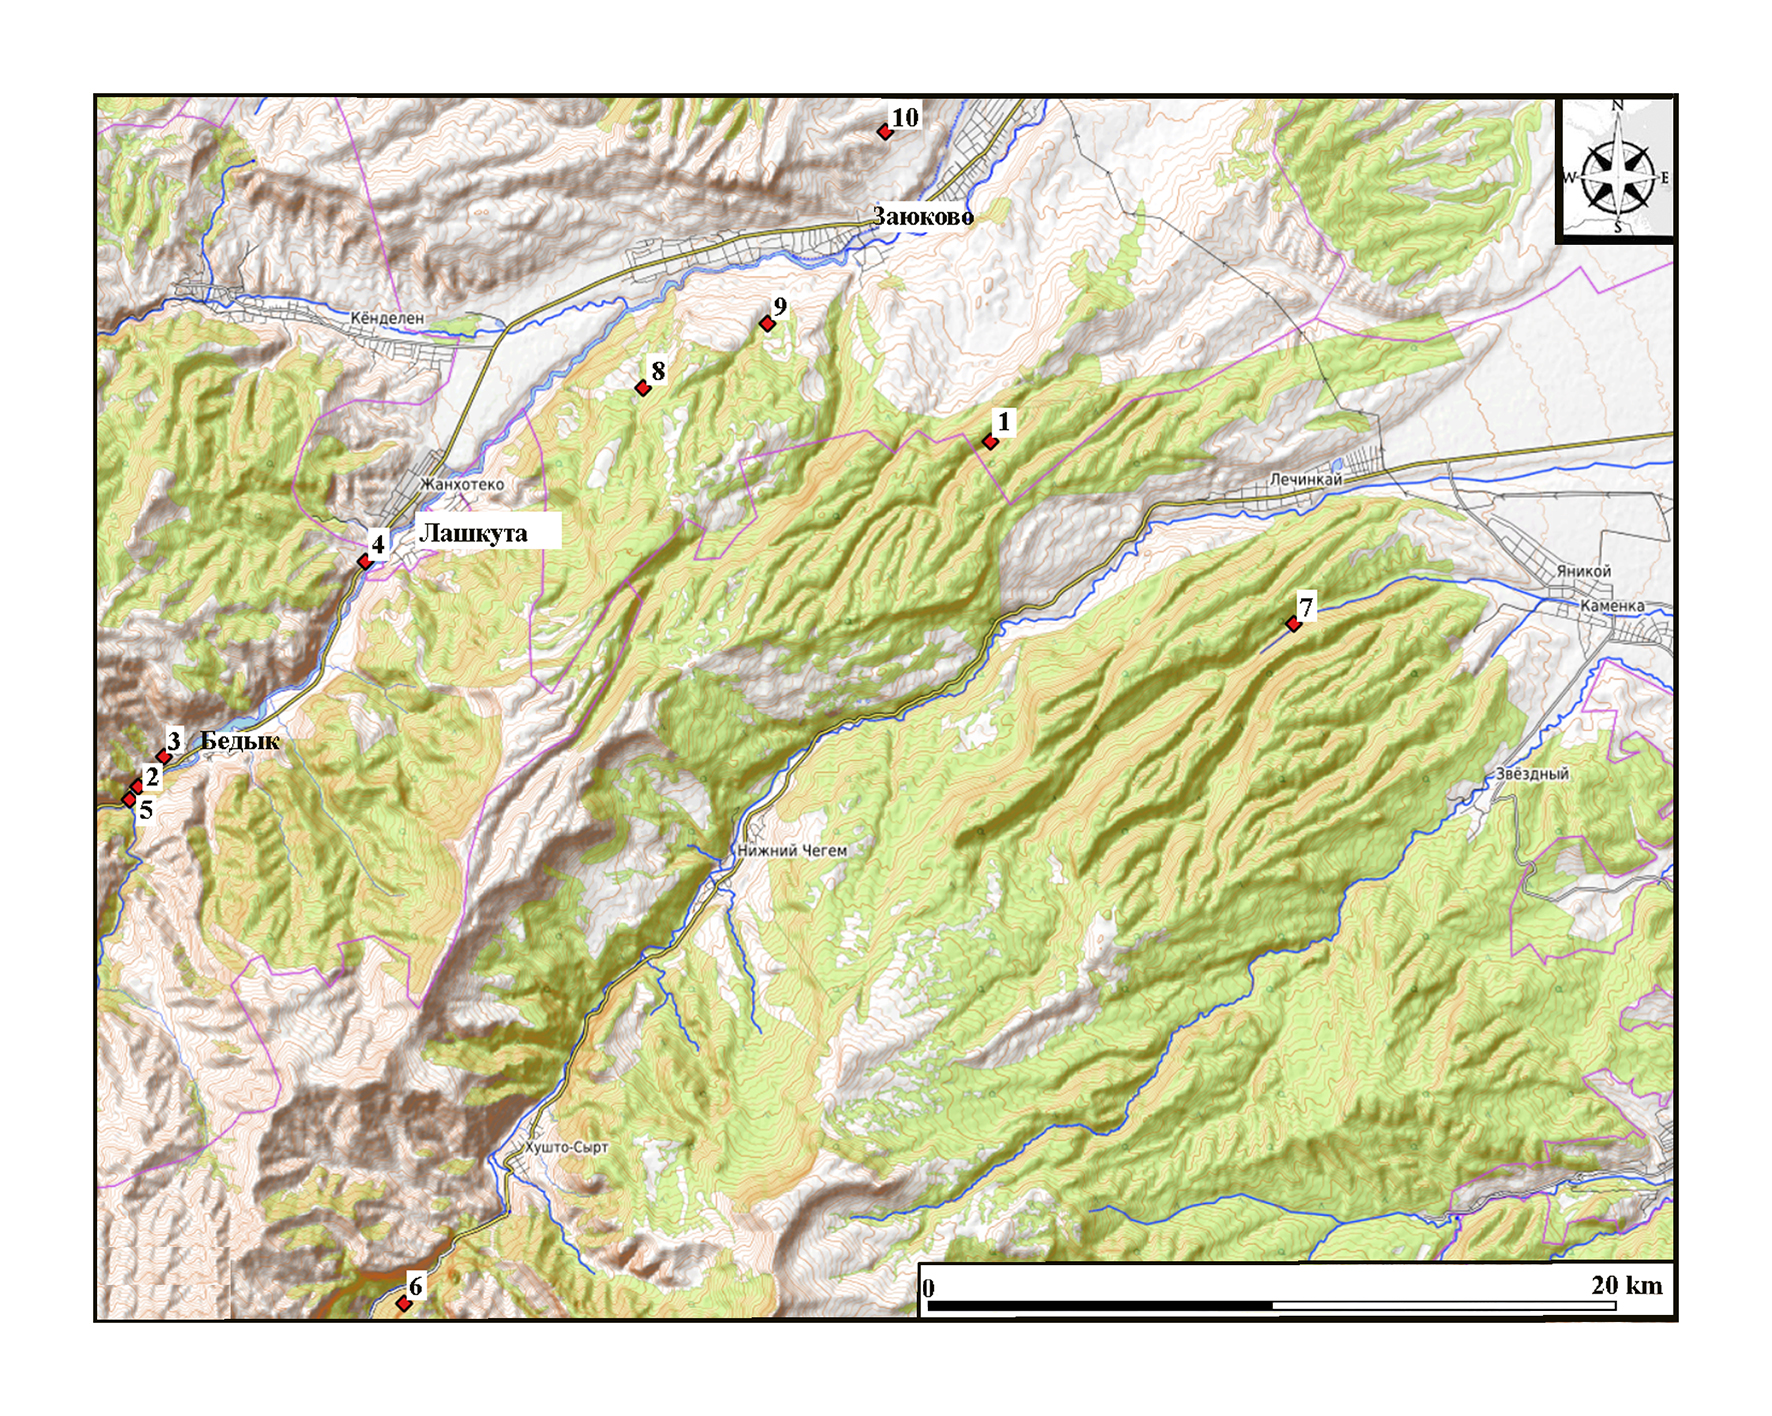 N
W
E
S
10
Заюково
9
Кёнделен
8
1
Жанхотеко
Лечинкай
Лашкута
4
Яникой
7
Каменка
3
Бедык
2
5
Звёздный
Нижний Чегем
Хушто-Сырт
6
0
20 km